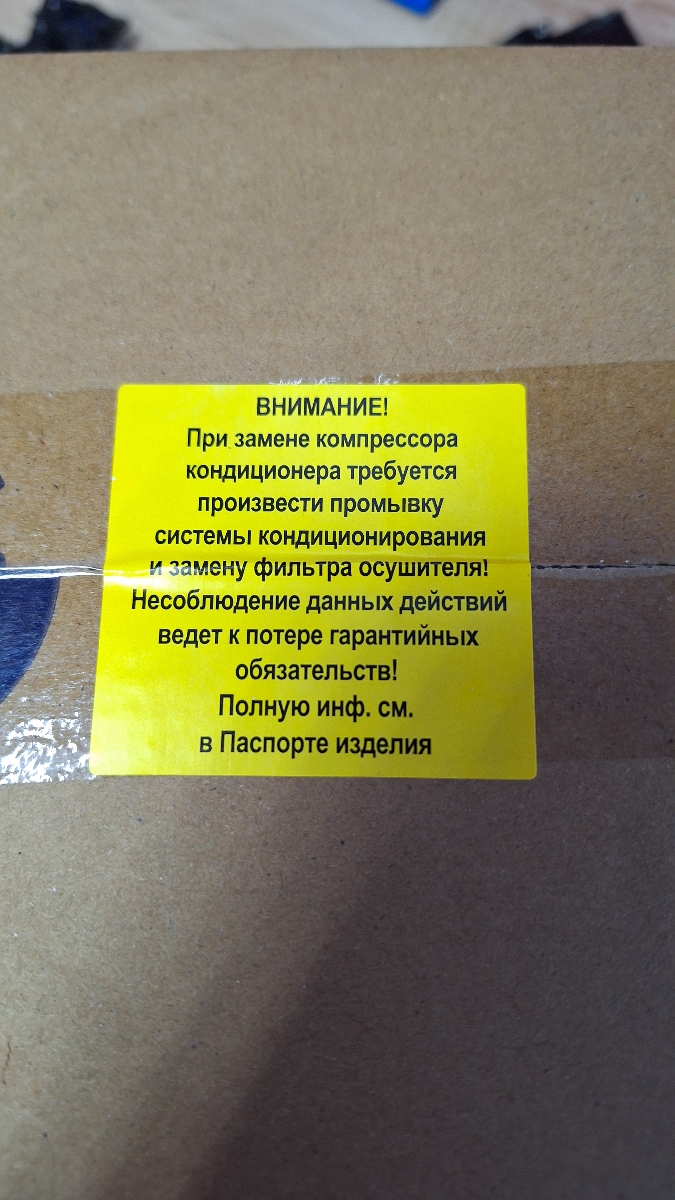 ВНИМАНИЕ!
При замене компрессора
кондиционера требуется
произвести промывку
системы кондиционирования
и замену фильтра осушителя!
Несоблюдение данных действий
ведет к потере гарантийных
обязательств!
Полную инф. см.
в Паспорте изделия